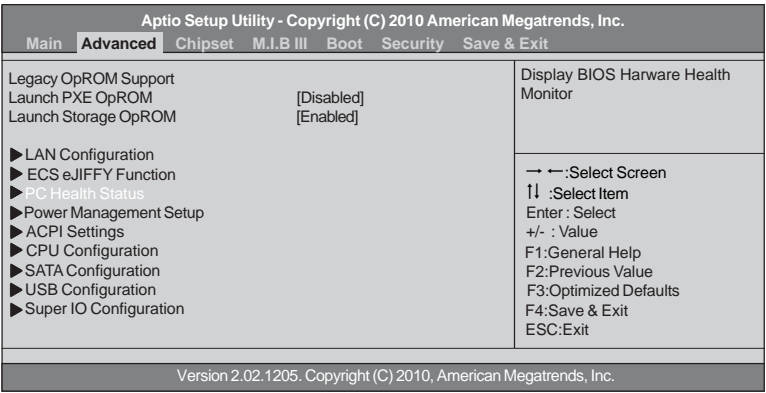 Aptio Setup Utility - Copyright (C) 2010 American Megatrends, Inc.
Main Advanced Chipset M.I.B III Boot Security Save & Exit
Legacy OpROM Support
Launch PXE OpROM [Disabled]
Launch Storage OpROM [Enabled]
LAN Configuration
ECS eJIFFY Function
PC Health Status
Power Management Setup
ACPI Settings
CPU Configuration
SATA Configuration
USB Configuration
Super IO Configuration
Display BIOS Harware Health
Monitor
→ ←:Select Screen
↑↓ :Select Item
Enter : Select
+/- : Value
F1:General Help
F2:Previous Value
F3:Optimized Defaults
F4:Save & Exit
ESC:Exit
Version 2.02.1205. Copyright (C) 2010, American Megatrends, Inc.